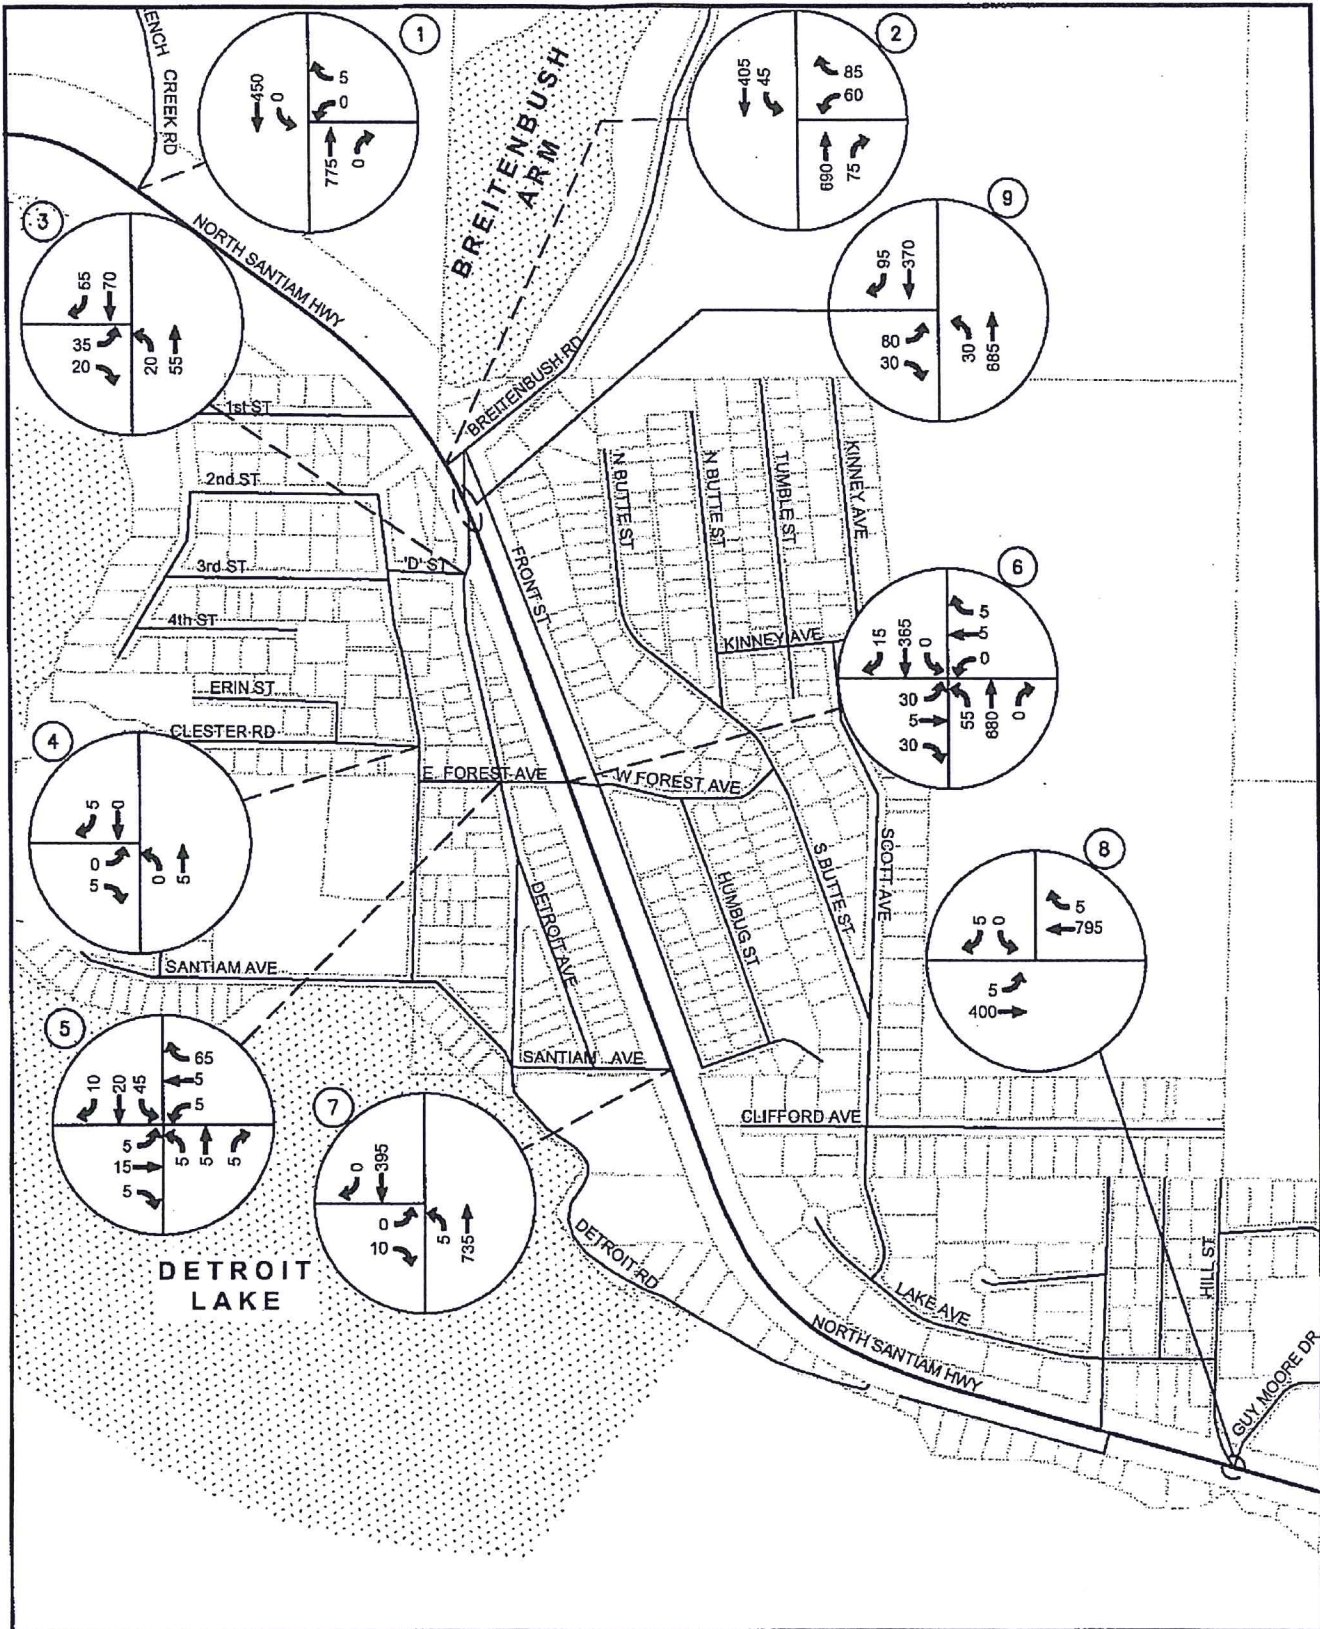 1
450
0
5
0
775
0
2
405
45
85
60
690
75
ENCH CREEK RD
BREITENBUSH
ARM
9
95
370
80
30
30
685
3
65
70
35
20
20
55
NORTH SANTIAM HWY
BREITENBUSH RD
1st ST
2nd ST
3rd ST
'D' ST
4th ST
ERIN ST
CLESTER RD
FRONT ST
N BUTTE ST
N BUTTE ST
TUMBLE ST
KINNEY AVE
KINNEY AVE
6
15
365
0
5
5
0
30
5
30
55
680
0
4
5
0
0
5
0
5
E. FOREST AVE
W FOREST AVE
DETROIT AVE
HUMBUG ST
S BUTTE ST
SCOTT AVE
8
5
0
5
795
5
400
SANTIAM AVE
SANTIAM AVE
CLIFFORD AVE
5
10
20
45
65
5
5
5
15
5
5
5
5
7
0
395
0
10
5
735
DETROIT
LAKE
DETROIT RD
LAKE AVE
NORTH SANTIAM HWY
HILL ST
GUY MOORE DR